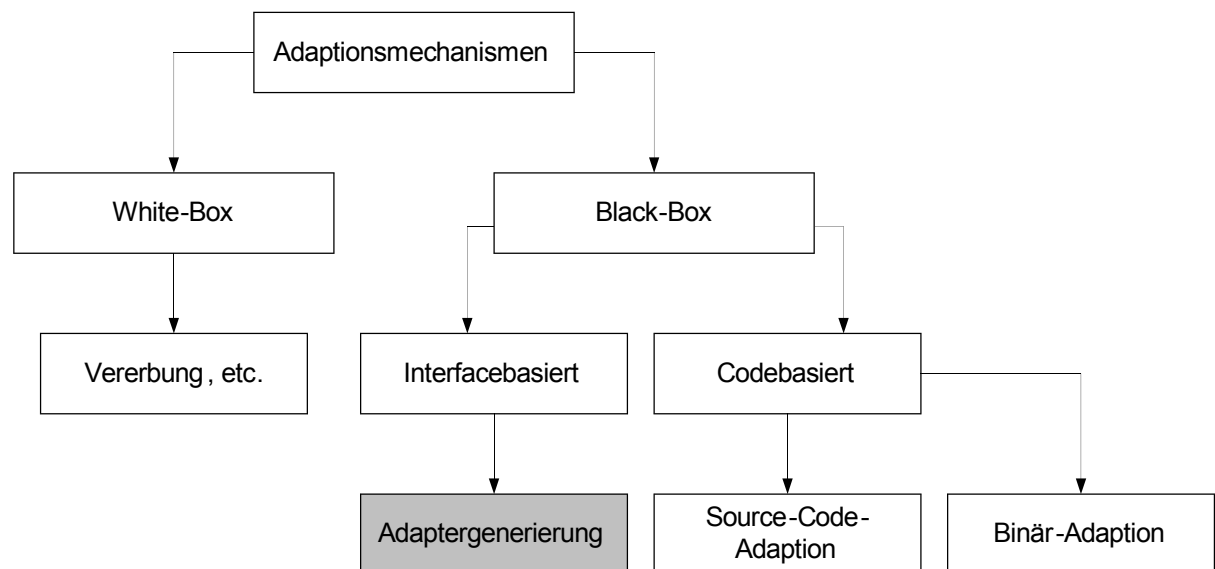 Adaptionsmechanismen
White-Box
Black-Box
Vererbung, etc.
Interfacebasiert
Codebasiert
Adaptergenerierung
Source-Code-
Adaption
Binär-Adaption